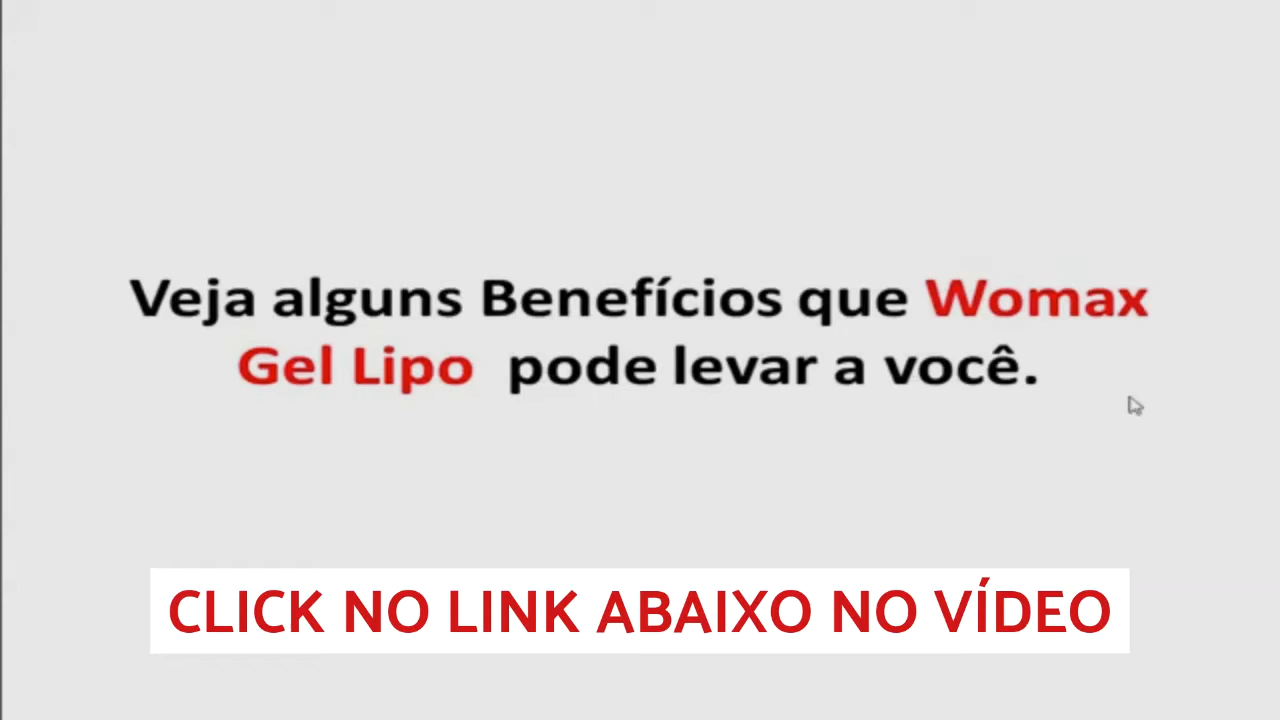 Veja alguns Benefícios que Womax
Gel Lipo pode levar a você.
CLICK NO LINK ABAIXO NO VÍDEO